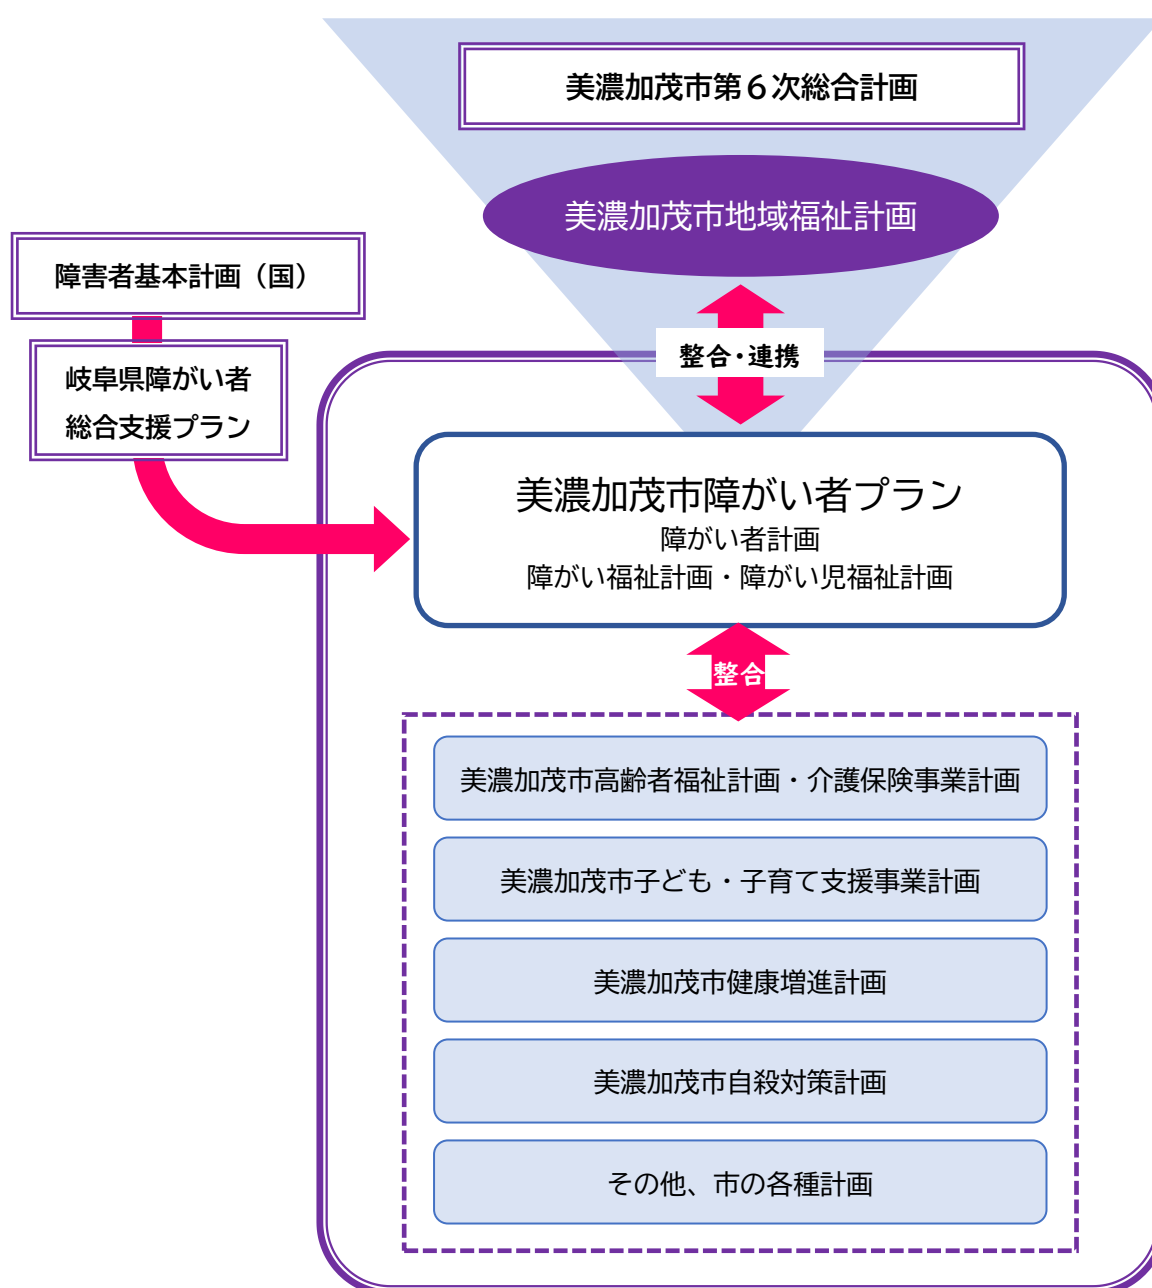 美濃加茂市第６次総合計画
美濃加茂市地域福祉計画
障害者基本計画（国）
整合・連携
岐阜県障がい者
総合支援プラン
美濃加茂市障がい者プラン
障がい者計画
障がい福祉計画・障がい児福祉計画
整合
美濃加茂市高齢者福祉計画・介護保険事業計画
美濃加茂市子ども・子育て支援事業計画
美濃加茂市健康増進計画
美濃加茂市自殺対策計画
その他、市の各種計画